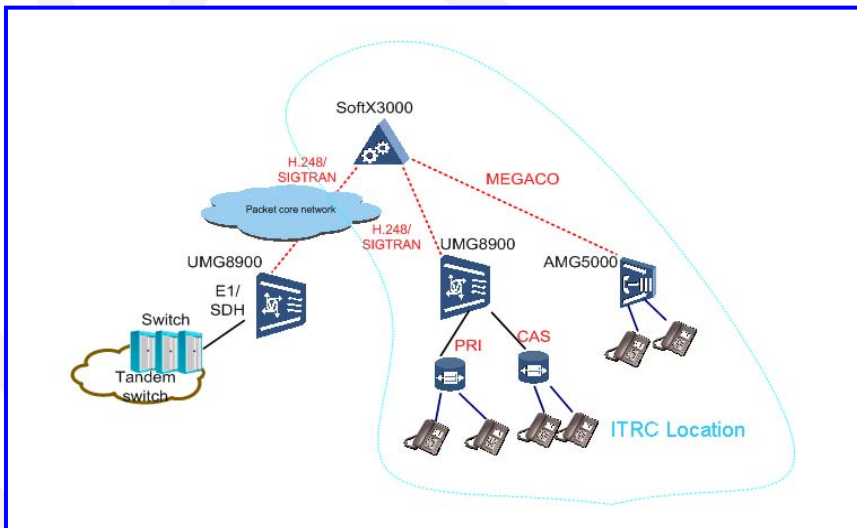 SoftX3000
H.248/
SIGTRAN
MEGACO
Packet core network
H.248/
SIGTRAN
UMG8900
UMG8900
AMG5000
E1/
SDH
Switch
Tandem
switch
PRI
CAS
ITRC Location